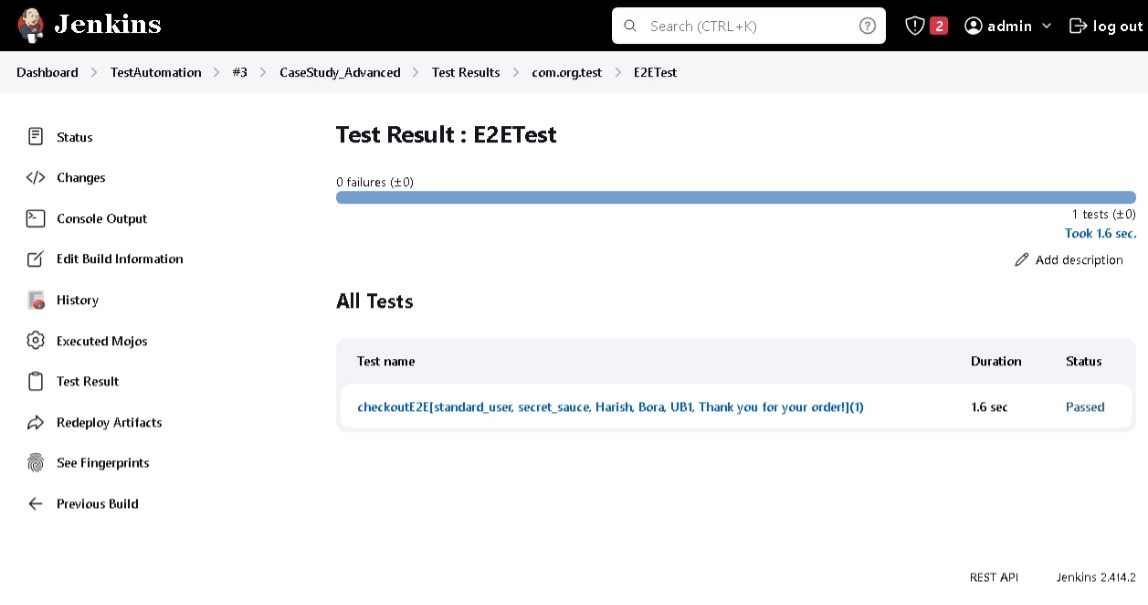 Jenkins
Search (CTRL+K)
2
admin
log out
Dashboard > TestAutomation > #3 > CaseStudy_Advanced > Test Results > com.org.test > E2ETest
Status
Changes
Console Output
Edit Build Information
History
Executed Mojos
Test Result
Redeploy Artifacts
See Fingerprints
Previous Build
Test Result : E2ETest
0 failures (±0)
1 tests (±0)
Took 1.6 sec.
Add description
All Tests
Test name Duration Status
checkoutE2E[standard_user, secret_sauce, Harish, Bora, UB1, Thank you for your order!](1) 1.6 sec Passed
REST API Jenkins 2.414.2